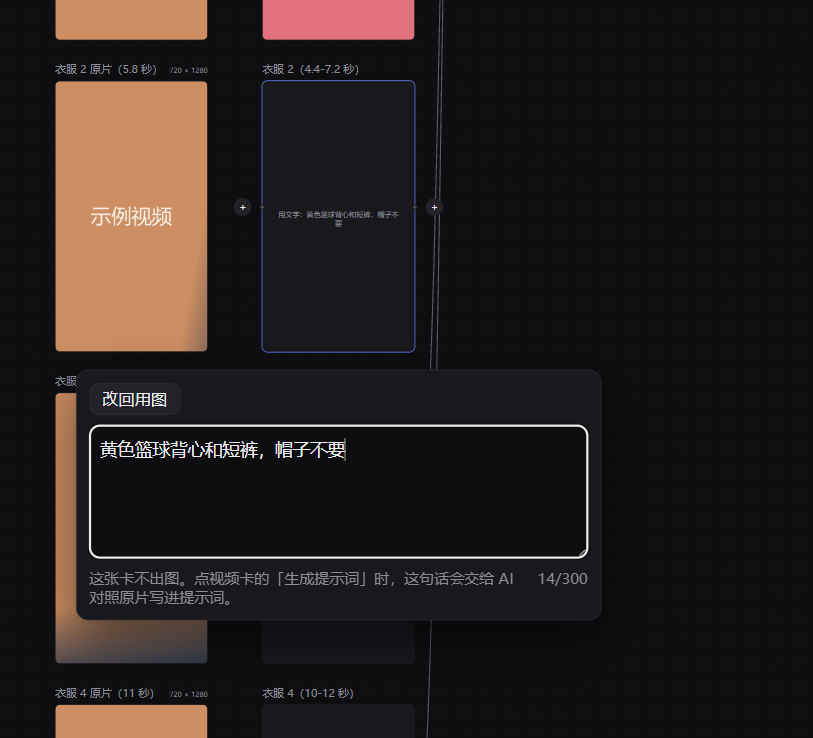 衣服 2 原片（5.8 秒） 720 × 1280
衣服 2（4.4-7.2 秒）
示例视频
用文字：黄色篮球背心和短裤，帽子不
要
衣服
改回用图
黄色篮球背心和短裤，帽子不要
这张卡不出图。点视频卡的「生成提示词」时，这句话会交给 AI
对照原片写进提示词。
14/300
衣服 4 原片（11 秒） 720 × 1280
衣服 4（10-12 秒）